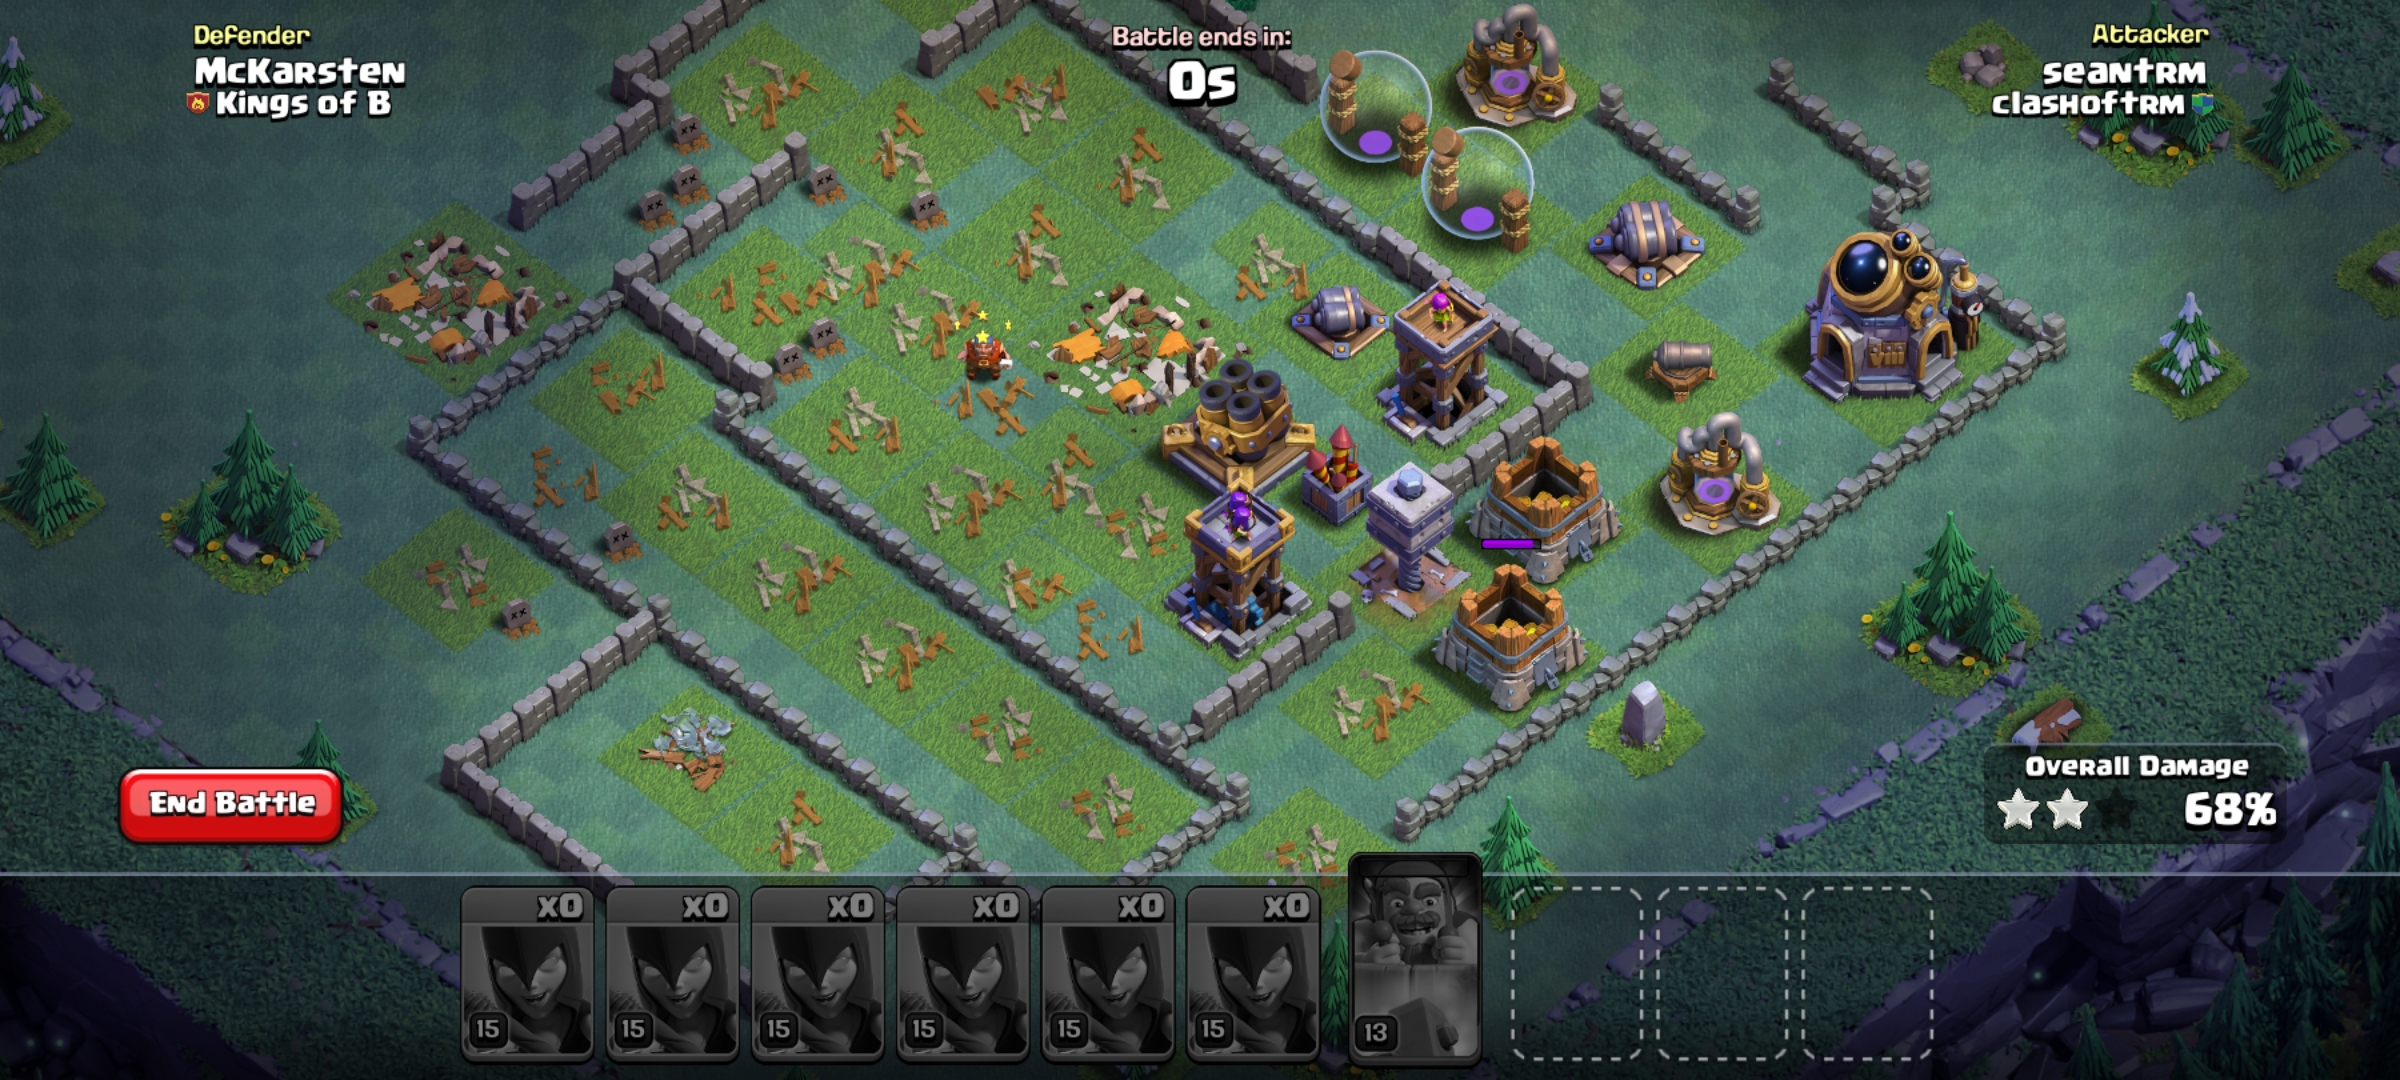 Defender
McKarsten
Kings of B
Battle ends in:
0s
Attacker
seantrm
clashoftrm
VIII
End Battle
Overall Damage
68%
x0
x0
x0
x0
x0
x0
15
15
15
15
15
15
13